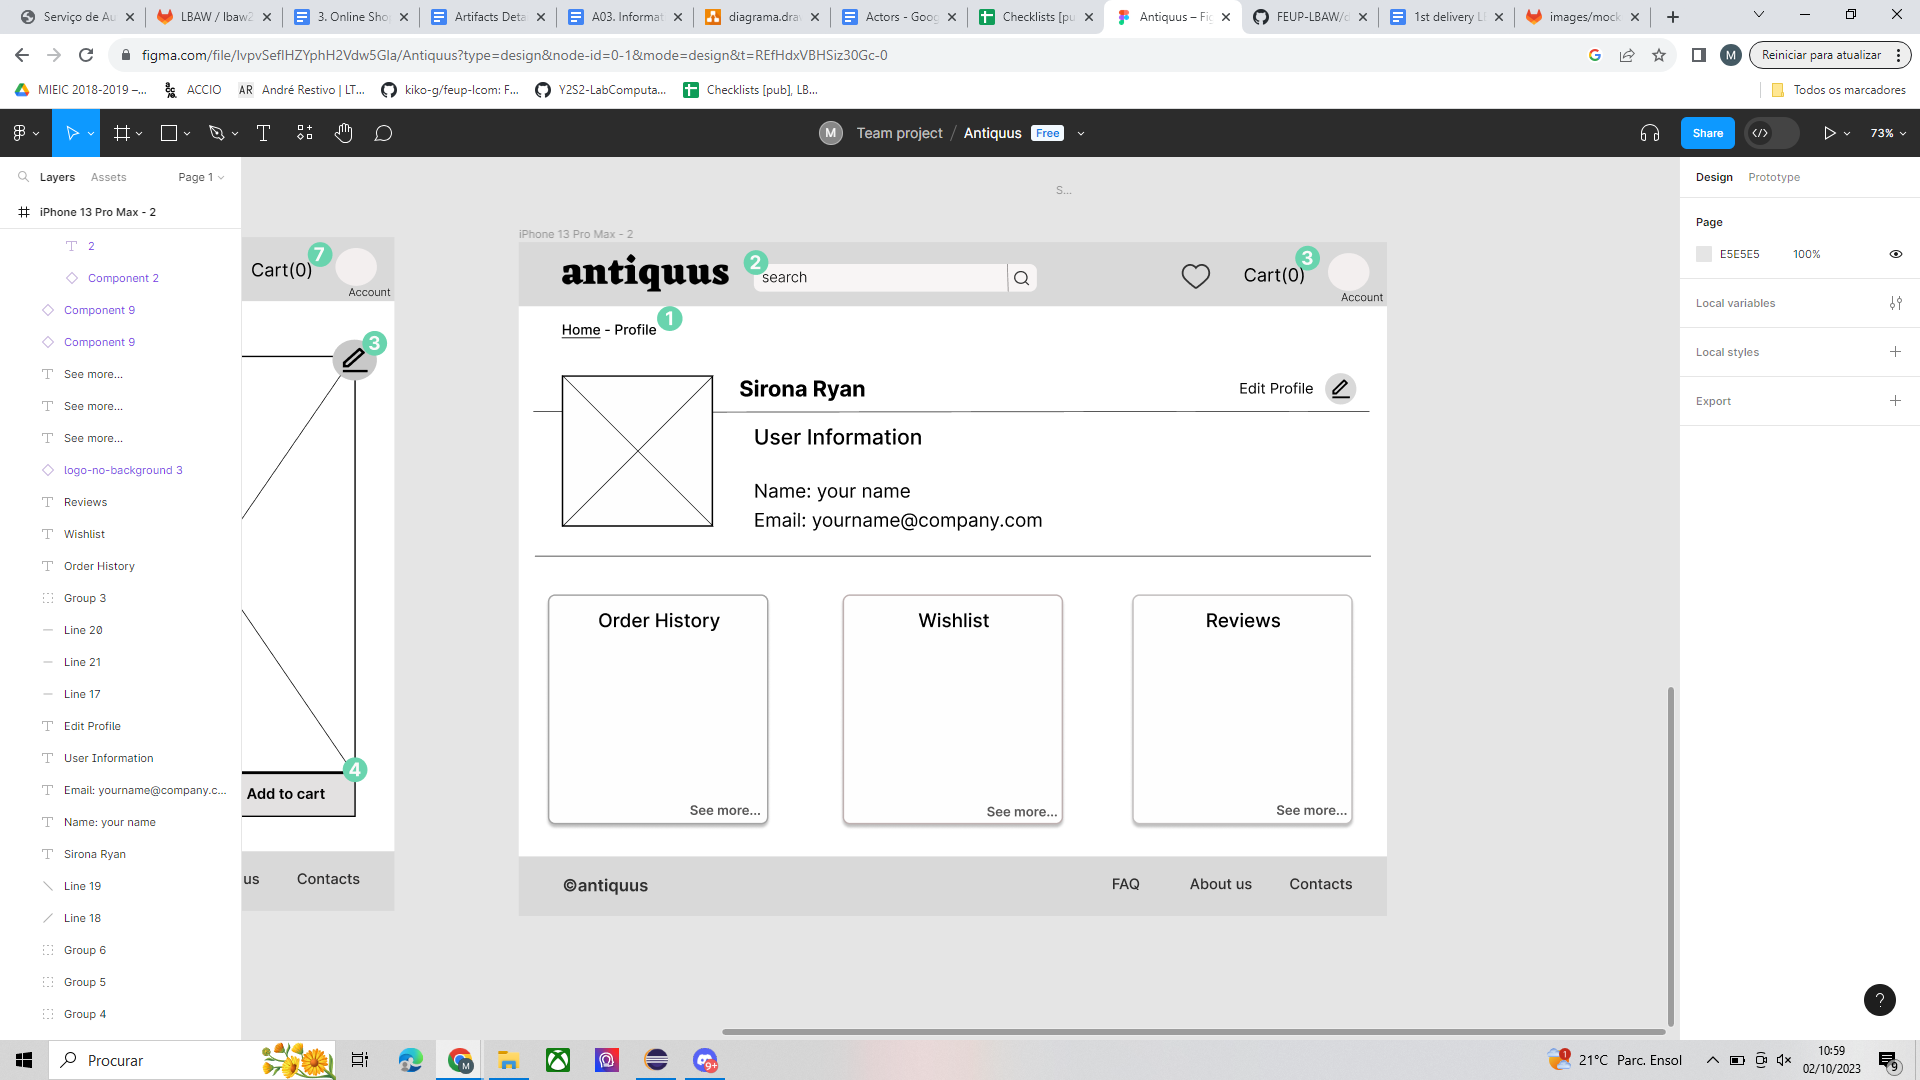 Serviço de Au
LBAW / lbaw2
3. Online Sho
Artifacts Deta
A03. Informat
diagrama.dra
Actors - Goog
Checklists [pu
Antiquus – Fig
FEUP-LBAW/d
1st delivery L
images/mock
figma.com/file/IvpvSeflHZYphH2Vdw5Gla/Antiquus?type=design&node-id=0-1&mode=design&t=REfHdxVBHSiz30Gc-0
M
Reiniciar para atualizar
MIEIC 2018-2019 –...
ACCIO
AR André Restivo | LT...
kiko-g/feup-lcom: F...
Y2S2-LabComputa...
Checklists [pub], LB...
Todos os marcadores
M Team project / Antiquus Free
Share
73%
Layers
Assets
Page 1
iPhone 13 Pro Max - 2
2
Component 2
Component 9
Component 9
See more...
See more...
See more...
logo-no-background 3
Reviews
Wishlist
Order History
Group 3
Line 20
Line 21
Line 17
Edit Profile
User Information
Email: yourname@company.c...
Name: your name
Sirona Ryan
Line 19
Line 18
Group 6
Group 5
Group 4
Cart(0)
7
Account
3
4
Add to cart
us
Contacts
S...
iPhone 13 Pro Max - 2
antiquus
2
search
Cart(0)
3
Account
Home - Profile
1
Sirona Ryan
Edit Profile
User Information
Name: your name
Email: yourname@company.com
Order History
Wishlist
Reviews
See more...
See more...
See more...
©antiquus
FAQ
About us
Contacts
Design
Prototype
Page
E5E5E5
100%
Local variables
Local styles
Export
?
Procurar
M
9+
1
21°C Parc. Ensol
10:59
02/10/2023
9